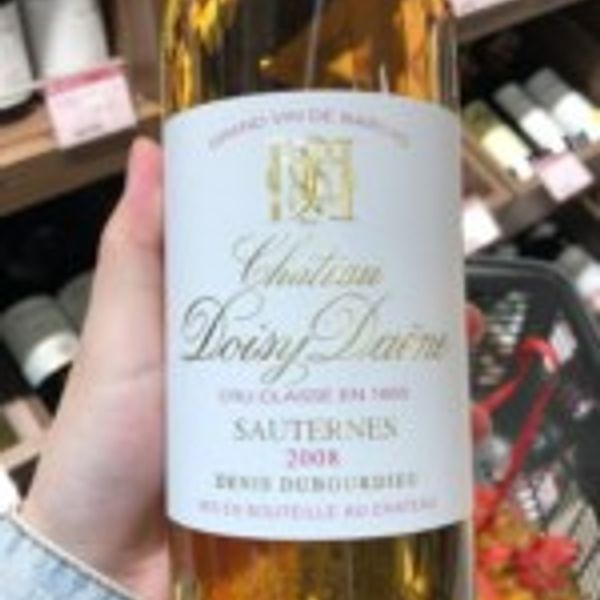 GRAND VIN DE BARSAC
Château
Doisy Daëne
CRU CLASSÉ EN 1855
SAUTERNES
2008
DENIS DUBOURDIEU
MIS EN BOUTEILLE AU CHATEAU